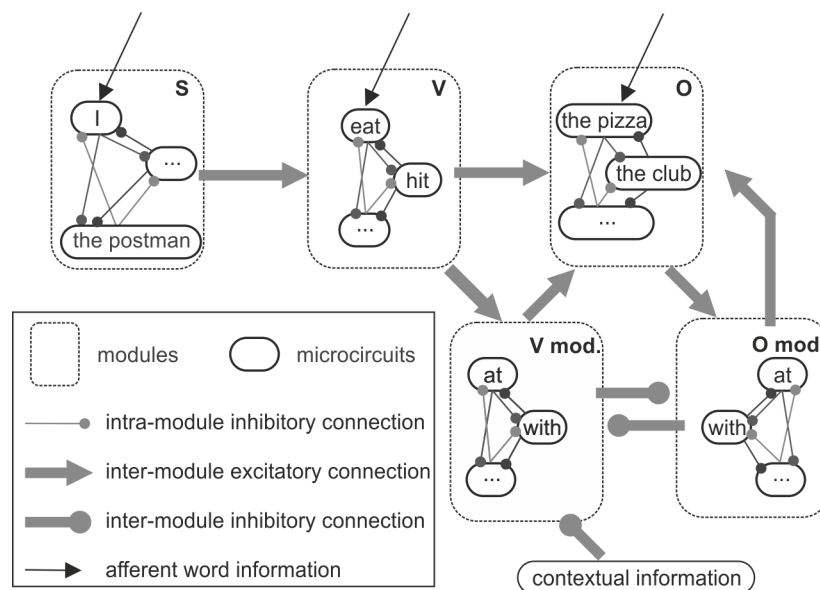 S
I
...
the postman
V
eat
hit
...
O
the pizza
the club
...
V mod.
at
with
...
O mod
at
with
...
modules
microcircuits
intra-module inhibitory connection
inter-module excitatory connection
inter-module inhibitory connection
afferent word information
contextual information